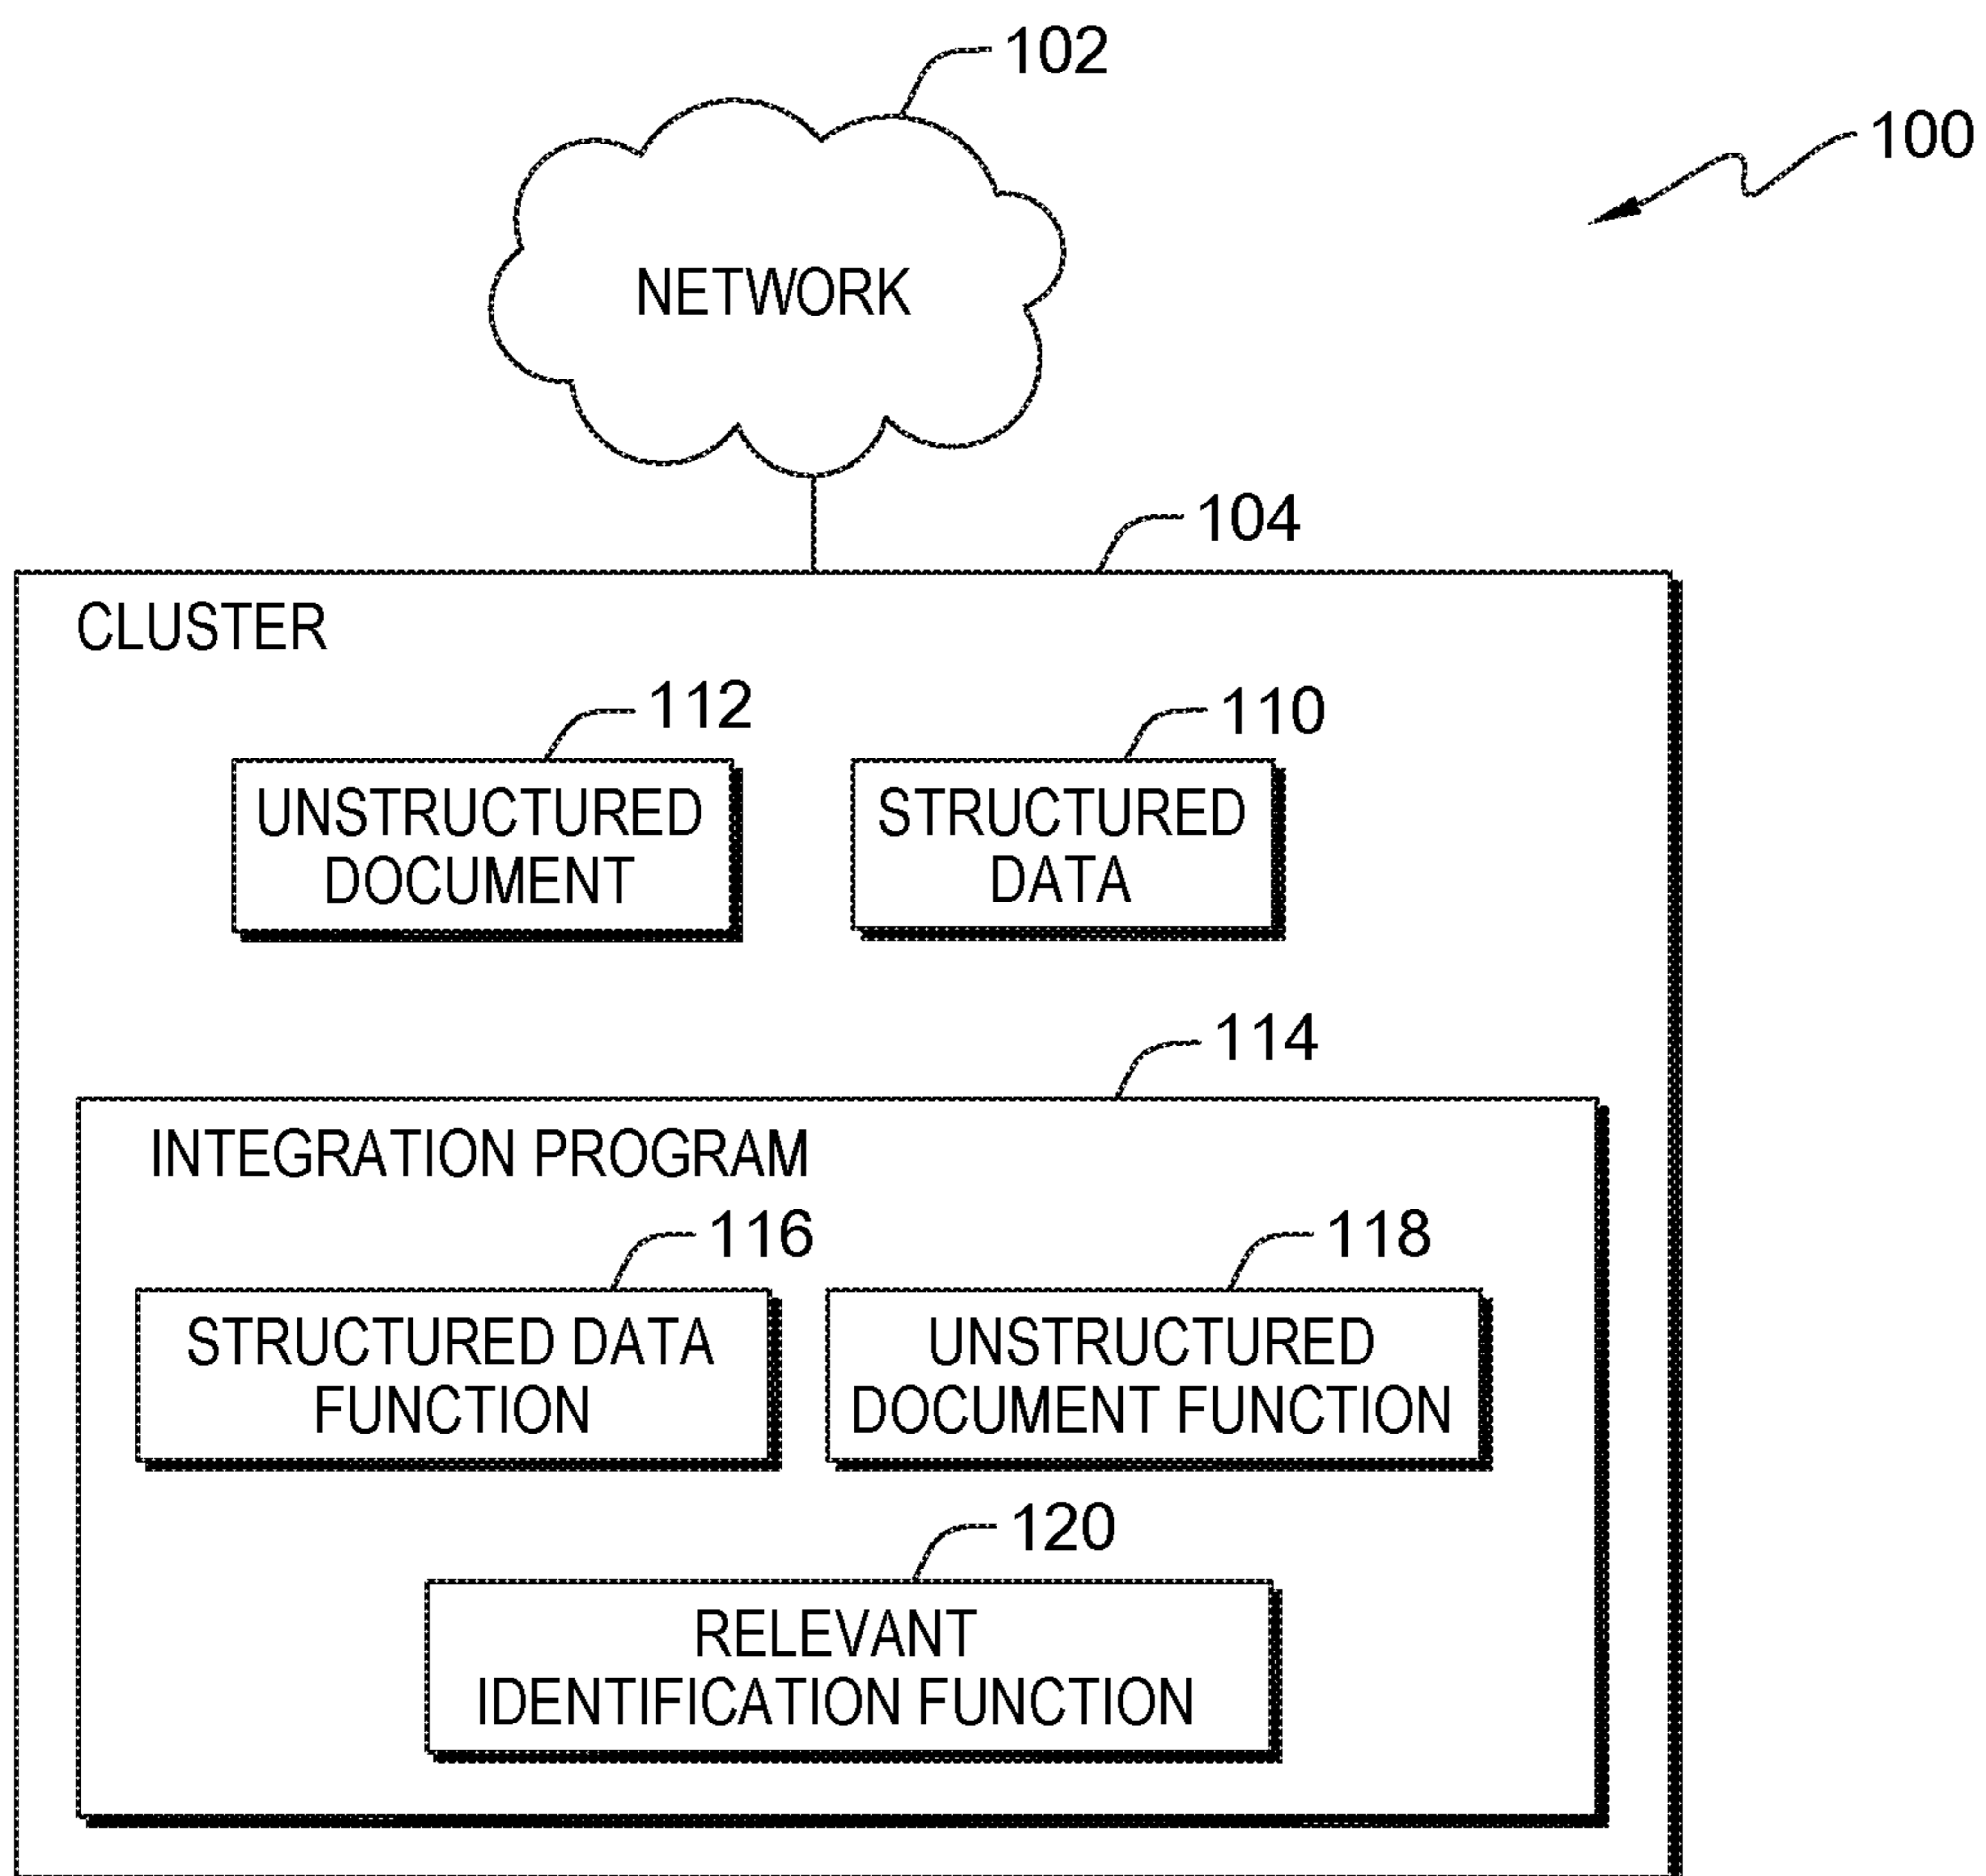 102
100
NETWORK
104
CLUSTER
112
110
UNSTRUCTURED
DOCUMENT
STRUCTURED
DATA
114
INTEGRATION PROGRAM
116
118
STRUCTURED DATA
FUNCTION
UNSTRUCTURED
DOCUMENT FUNCTION
120
RELEVANT
IDENTIFICATION FUNCTION